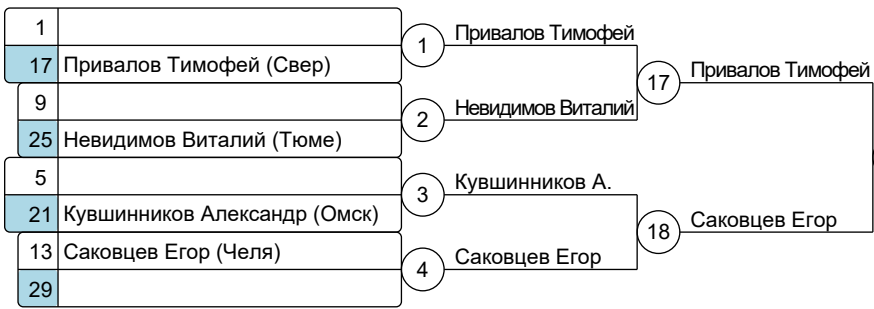 1
17 Привалов Тимофей (Свер)
9
25 Невидимов Виталий (Тюме)
5
21 Кувшинников Александр (Омск)
13 Саковцев Егор (Челя)
29
1 Привалов Тимофей
2 Невидимов Виталий
3 Кувшинников А.
4 Саковцев Егор
17 Привалов Тимофей
18 Саковцев Егор